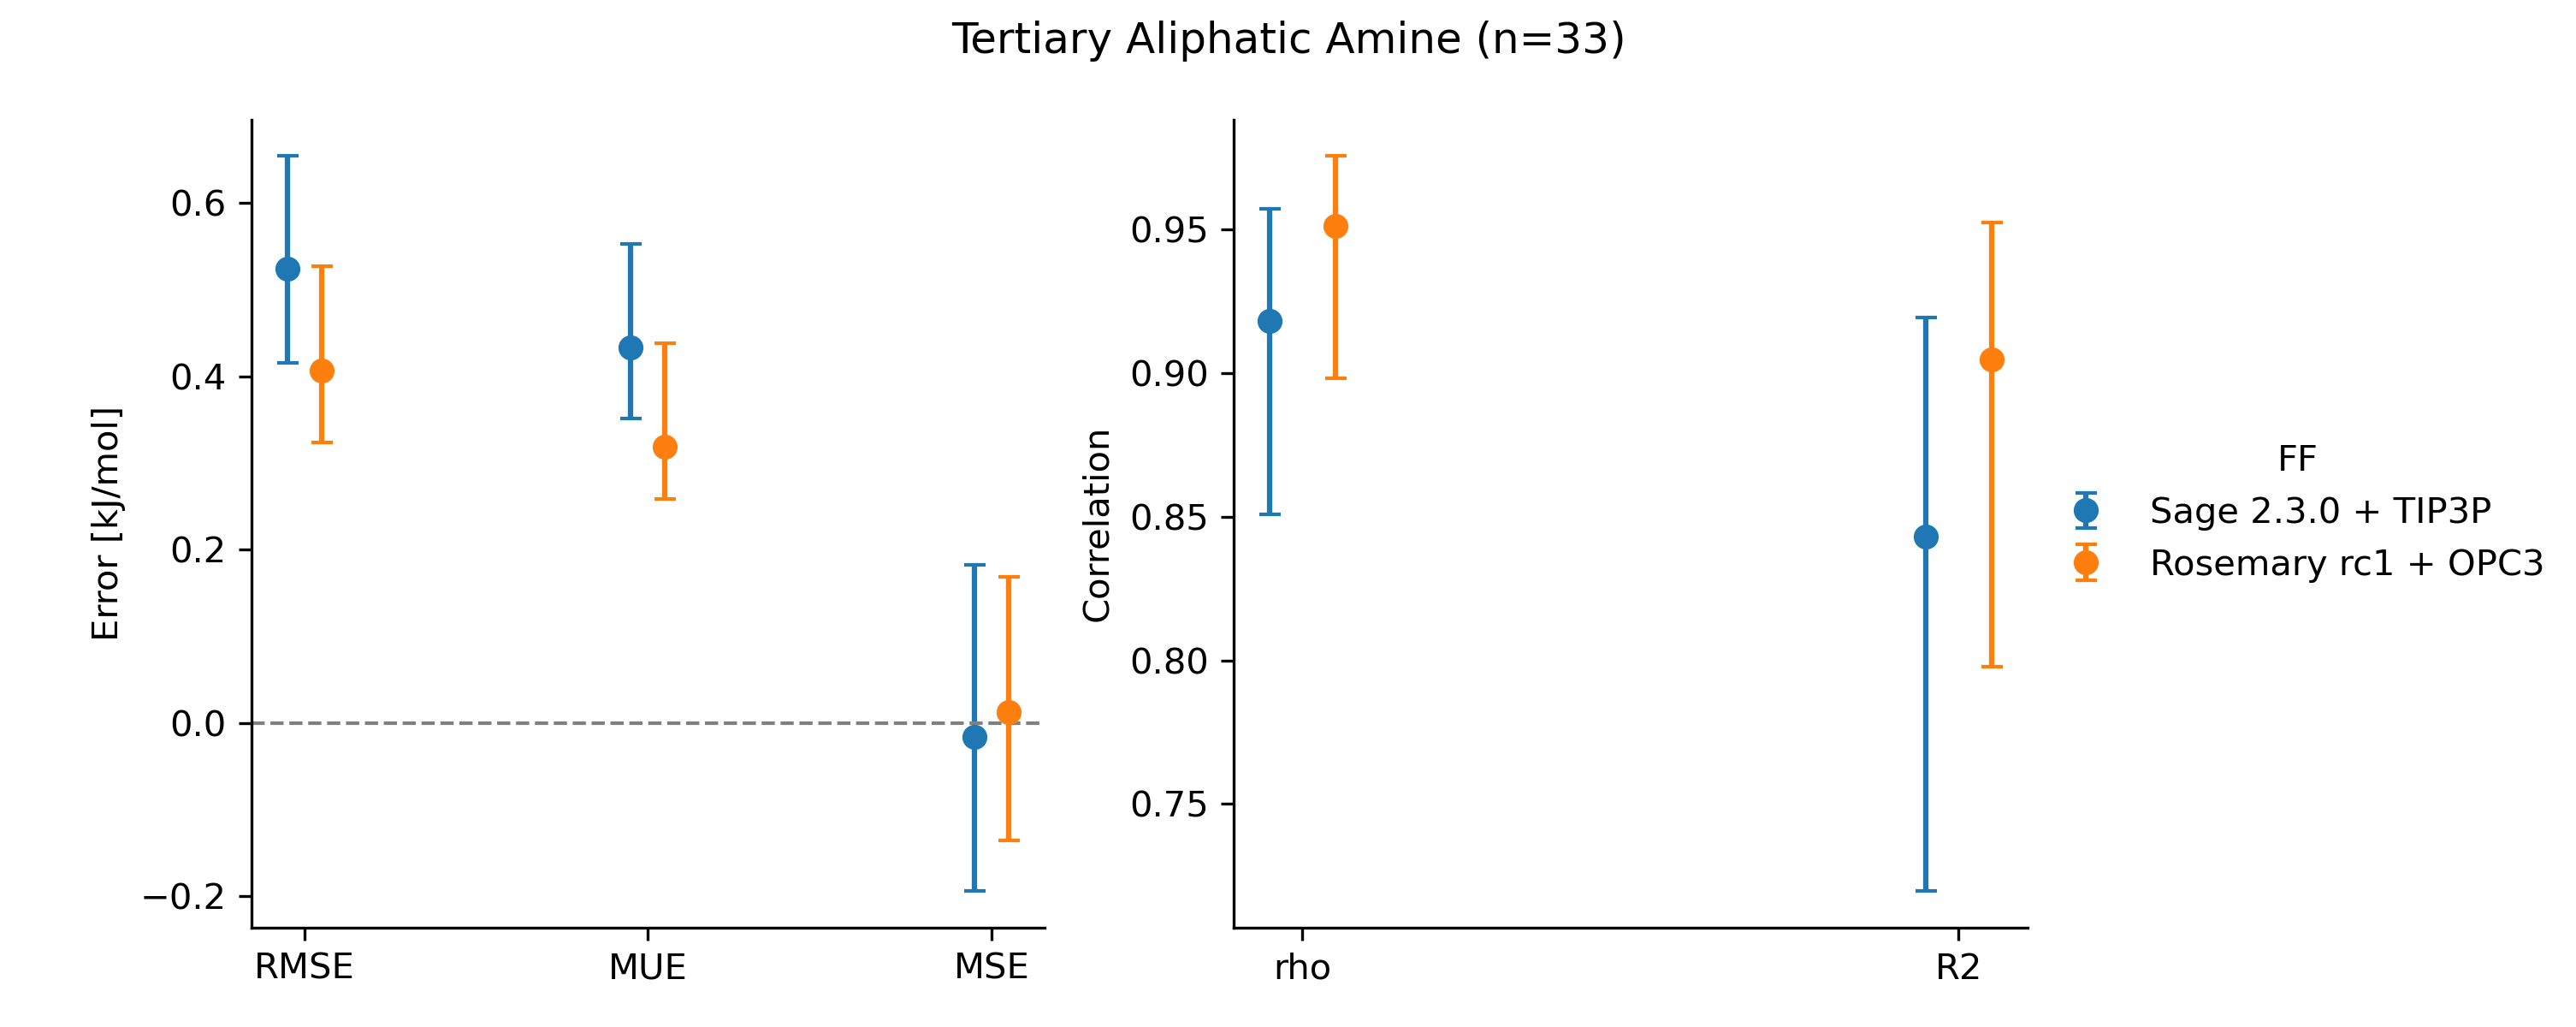 Tertiary Aliphatic Amine (n=33)
Error [kJ/mol]
0.6
0.4
0.2
0.0
−0.2
RMSE
MUE
MSE
Correlation
0.95
0.90
0.85
0.80
0.75
rho
R2
FF
Sage 2.3.0 + TIP3P
Rosemary rc1 + OPC3